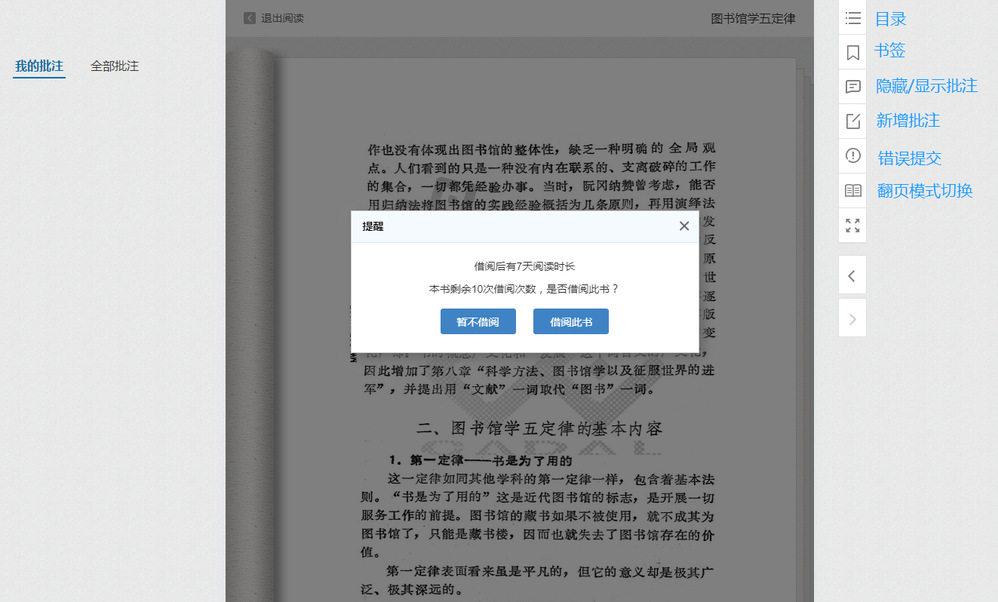 退出阅读
图书馆学五定律
目录
书签
隐藏/显示批注
新增批注
错误提交
翻页模式切换
我的批注
全部批注
作也没有体现出图书馆的整体性，缺乏一种明确的全局观
点。人们看到的只是一种没有内在联系的、支离破碎的工作
的集合，一切都凭经验办事。当时，阮冈纳赞曾考虑，能否
用归纳法将图书馆的实践经验概括为几条原则，再用演绎法
发
反
原
世
逐
版
变
提醒
借阅后有7天阅读时长
本书剩余10次借阅次数，是否借阅此书？
暂不借阅
借阅此书
因此增加了第八章“科学方法、图书馆学以及征服世界的进
军”，并提出用“文献”一词取代“图书”一词。
二、图书馆学五定律的基本内容
1．第一定律——书是为了用的
这一定律如同其他学科的第一定律一样，包含着基本法
则。“书是为了用的”这是近代图书馆的标志，是开展一切
服务工作的前提。图书馆的藏书如果不被使用，就不成其为
图书馆了，只能是藏书楼，因而也就失去了图书馆存在的价
值。
第一定律表面看来虽是平凡的，但它的意义却是极其广
泛、极其深远的。